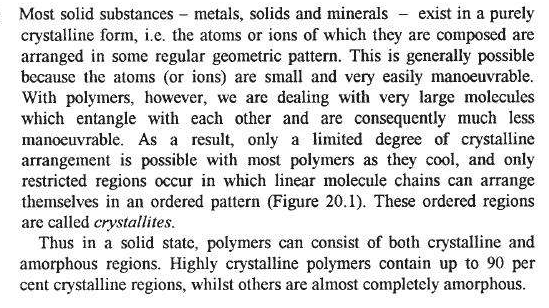 Most solid substances – metals, solids and minerals – exist in a purely
crystalline form, i.e. the atoms or ions of which they are composed are
arranged in some regular geometric pattern. This is generally possible
because the atoms (or ions) are small and very easily manoeuvrable.
With polymers, however, we are dealing with very large molecules
which entangle with each other and are consequently much less
manoeuvrable. As a result, only a limited degree of crystalline
arrangement is possible with most polymers as they cool, and only
restricted regions occur in which linear molecule chains can arrange
themselves in an ordered pattern (Figure 20.1). These ordered regions
are called crystallites.
Thus in a solid state, polymers can consist of both crystalline and
amorphous regions. Highly crystalline polymers contain up to 90 per
cent crystalline regions, whilst others are almost completely amorphous.